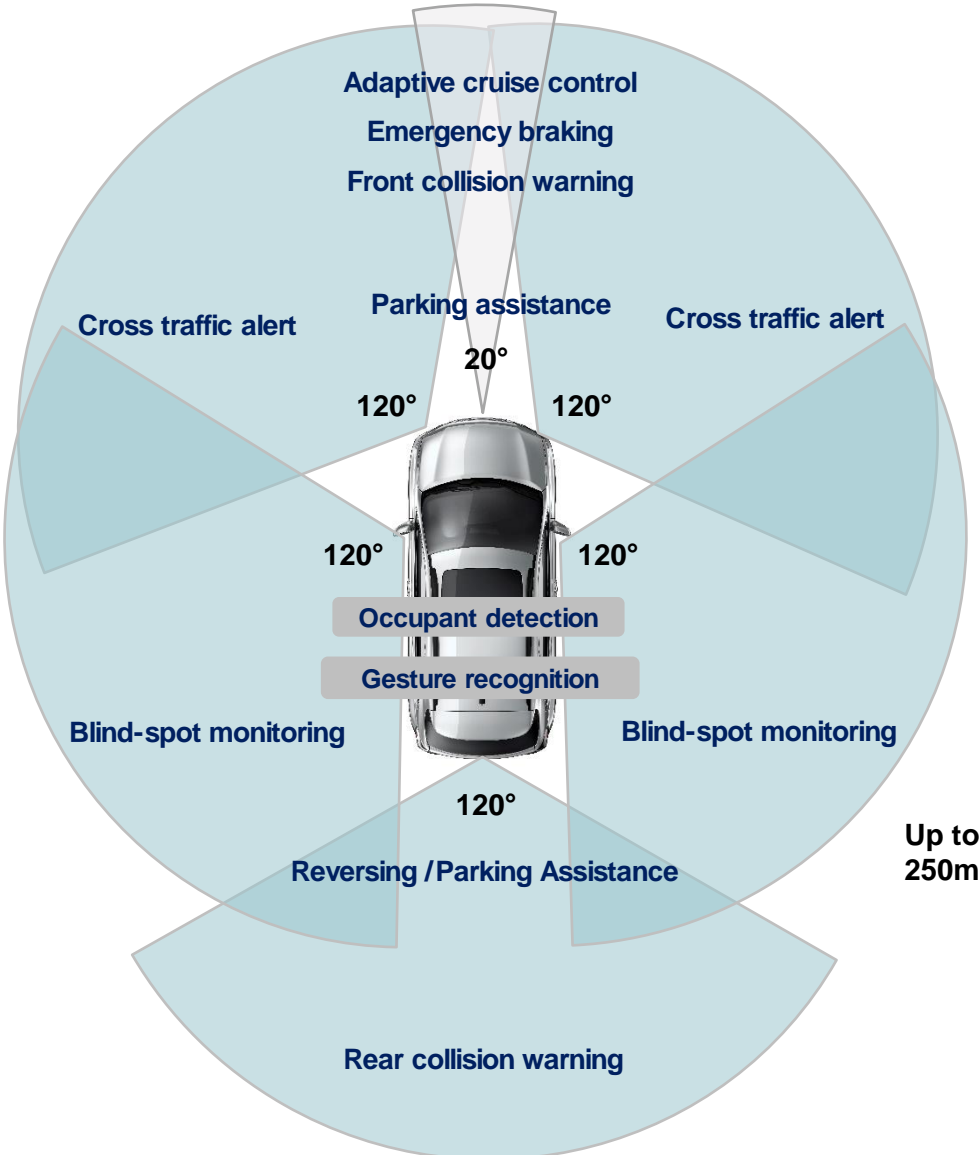 Adaptive cruise control
Emergency braking
Front collision warning
Parking assistance
Cross traffic alert
Cross traffic alert
20°
120°
120°
120°
120°
Occupant detection
Gesture recognition
Blind-spot monitoring
Blind-spot monitoring
120°
Up to
250m
Reversing / Parking Assistance
Rear collision warning